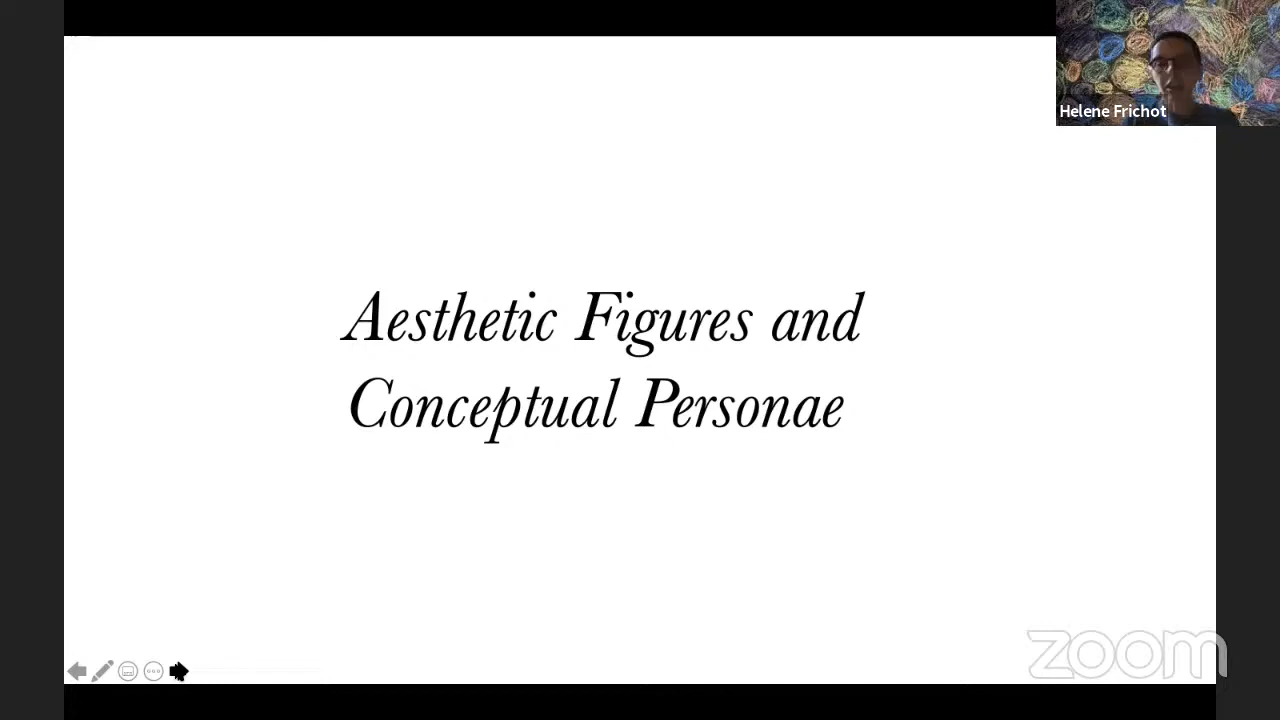 Helene Frichot
Aesthetic Figures and
Conceptual Personae
zoom